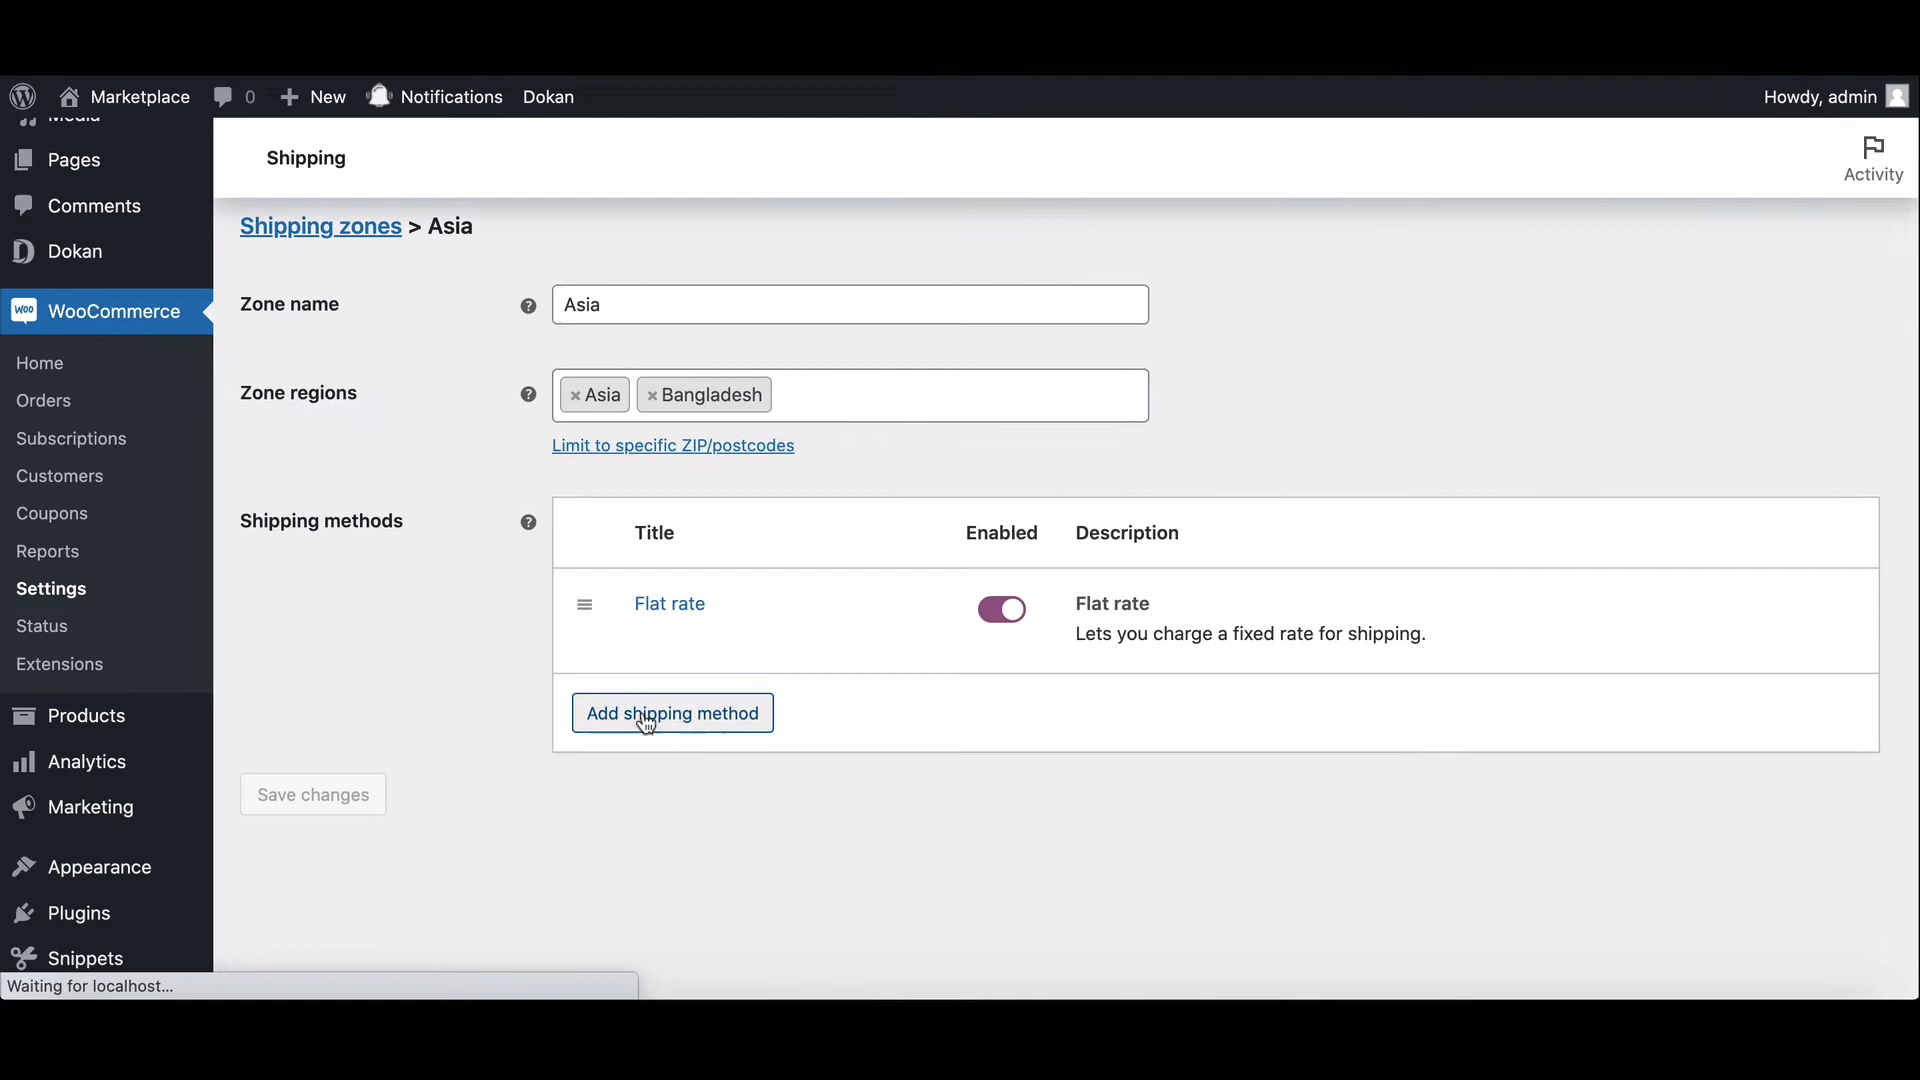 Marketplace 0 New Notifications Dokan Howdy, admin
Media
Pages
Comments
Dokan
WOO WooCommerce
Home
Orders
Subscriptions
Customers
Coupons
Reports
Settings
Status
Extensions
Products
Analytics
Marketing
Appearance
Plugins
Snippets
Shipping
Activity
Shipping zones > Asia
Zone name ? Asia
Zone regions ? × Asia × Bangladesh
Limit to specific ZIP/postcodes
Shipping methods ?
Title Enabled Description
Flat rate Flat rate
Lets you charge a fixed rate for shipping.
Add shipping method
Save changes
Waiting for localhost...